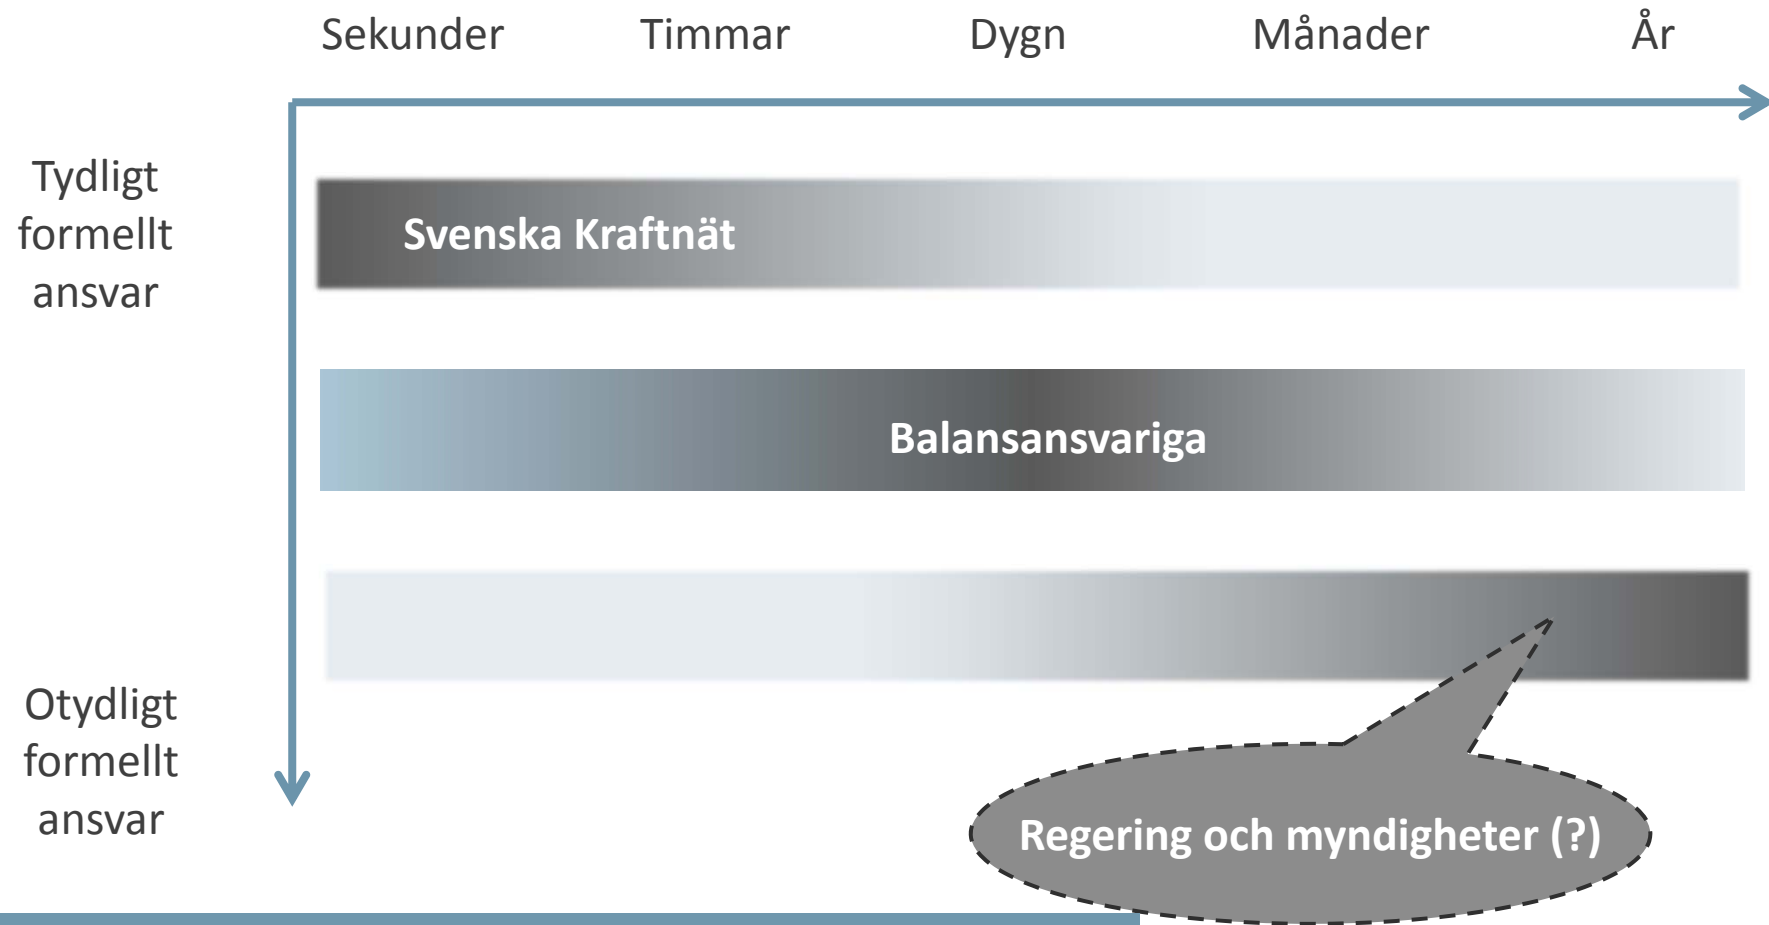 Sekunder Timmar Dygn Månader År
Tydligt
formellt
ansvar
Svenska Kraftnät
Balansansvariga
Otydligt
formellt
ansvar
Regering och myndigheter (?)